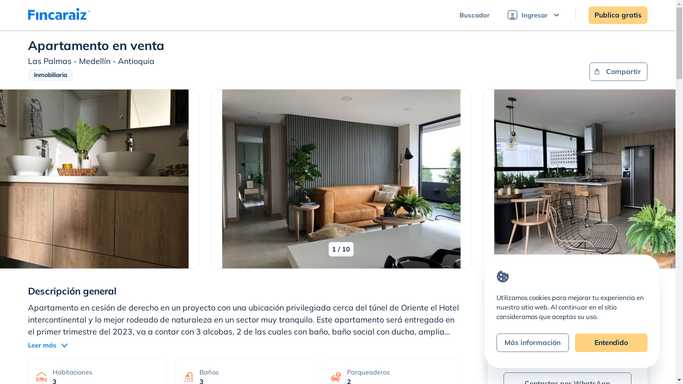 Fincaraiz
Buscador
Ingresar
Publica gratis
Apartamento en venta
Las Palmas - Medellín - Antioquia
Inmobiliaria
Compartir
1 / 10
Descripción general
Apartamento en cesión de derecho en un proyecto con una ubicación privilegiada cerca del túnel de Oriente el Hotel
intercontinental y lo mejor rodeado de naturaleza en un sector muy tranquilo. Este apartamento será entregado en
el primer trimestre del 2023, va a contar con 3 alcobas, 2 de las cuales con baño, baño social con ducha, amplia...
Leer más
Habitaciones
3
Baños
3
Parqueaderos
2
Utilizamos cookies para mejorar tu experiencia en
nuestro sitio web. Al continuar en el sitio
consideramos que aceptas su uso.
Más información
Entendido
Contactar por WhatsApp